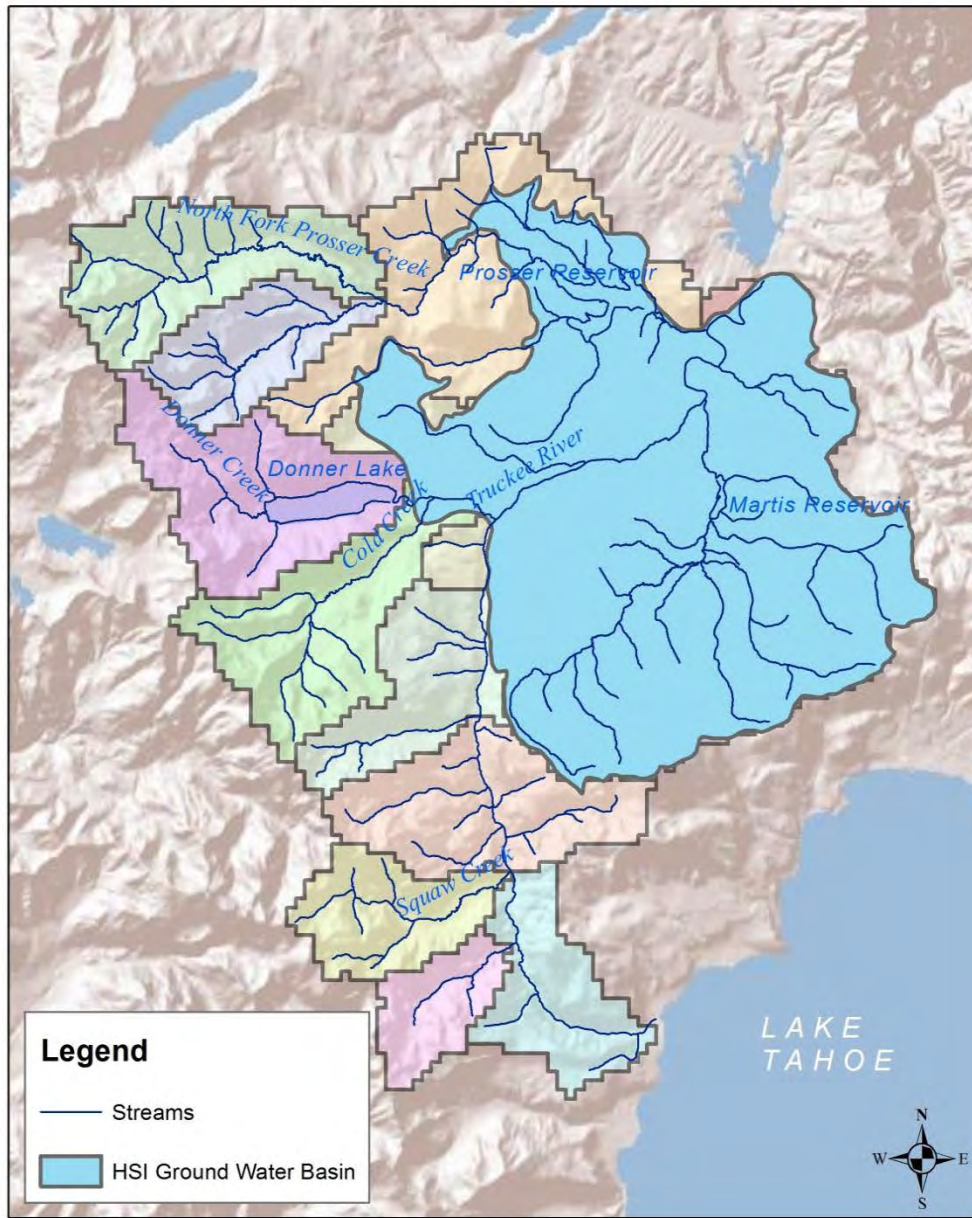 North Fork Prosser Creek
Prosser Reservoir
Donner Creek
Donner Lake
Cold Creek
Truckee River
Martis Reservoir
Squaw Creek
LAKE
TAHOE
Legend
Streams
HSI Ground Water Basin
N
W
E
S